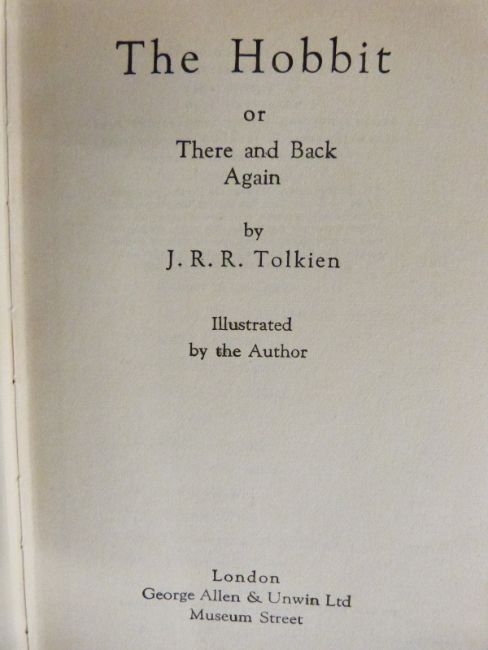 The Hobbit
or
There and Back
Again
by
J. R. R. Tolkien
Illustrated
by the Author
London
George Allen & Unwin Ltd
Museum Street